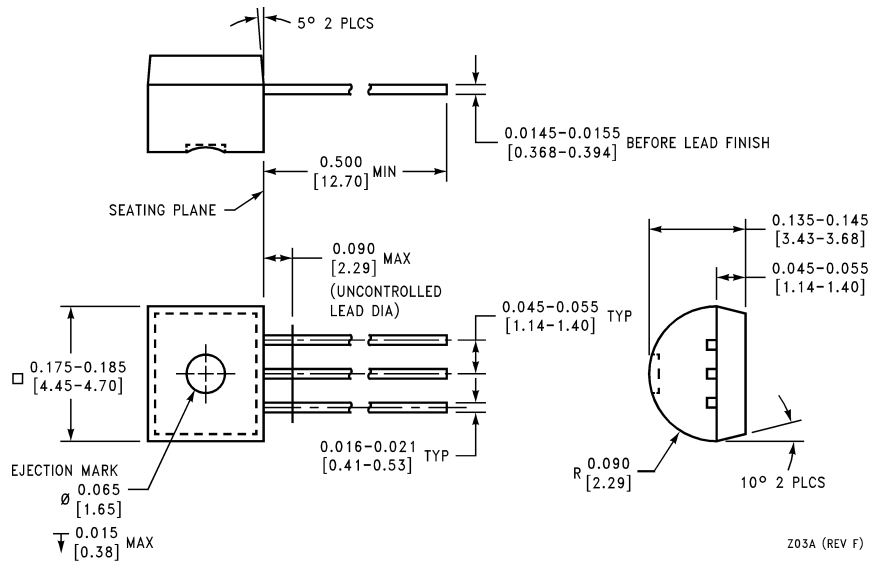 5° 2 PLCS
0.0145–0.0155
[0.368–0.394] BEFORE LEAD FINISH
0.500
[12.70] MIN
SEATING PLANE
0.135–0.145
[3.43–3.68]
0.090
[2.29] MAX
(UNCONTROLLED
LEAD DIA)
0.045–0.055
[1.14–1.40]
0.045–0.055
[1.14–1.40] TYP
0.175–0.185
[4.45–4.70]
0.016–0.021
[0.41–0.53] TYP
EJECTION MARK
Ø 0.065
[1.65]
0.015
[0.38] MAX
R 0.090
[2.29]
10° 2 PLCS
Z03A (REV F)